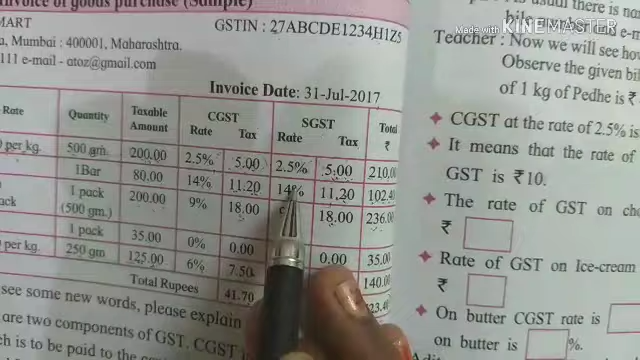 Invoice of goods purchase (Sample)
MART
GSTIN : 27ABCDE1234H1Z5
a, Mumbai : 400001, Maharashtra.
111 e-mail - atoz@gmail.com
Invoice Date: 31-Jul-2017
Rate Quantity Taxable Amount CGST Rate Tax SGST Rate Tax Total ₹
per kg. 500 gm. 200.00 2.5% 5.00 2.5% 5.00 210.0
1Bar 80.00 14% 11.20 14% 11.20 102.4
ack 1 pack (500 gm.) 200.00 9% 18.00 18.00 236.0
1 pack 35.00 0% 0.00 0.00 35.00
per kg. 250 gm 125.00 6% 7.50 140.00
Total Rupees 41.70 23.4
see some new words, please explain
are two components of GST, CGST
ch is to be paid to the
Made with KINEMASTER
Teacher : Now we will see how
Observe the given bil
of 1 kg of Pedhe is ₹
CGST at the rate of 2.5% is
It means that the rate of
GST is ₹10.
The rate of GST on cho
₹
Rate of GST on Ice-cream
₹
On butter CGST rate is
on butter is %.